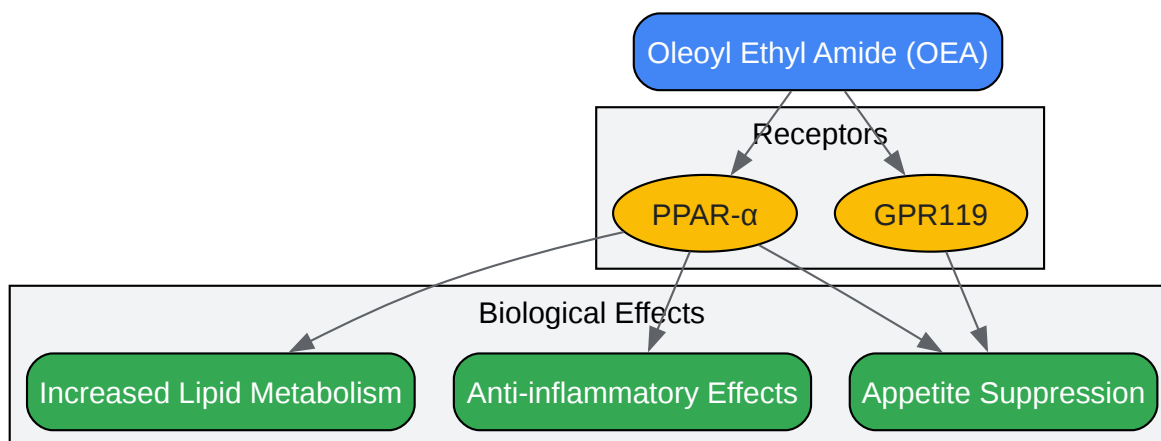 Oleoyl Ethyl Amide (OEA)
Receptors
PPAR-α
GPR119
Biological Effects
Increased Lipid Metabolism
Anti-inflammatory Effects
Appetite Suppression